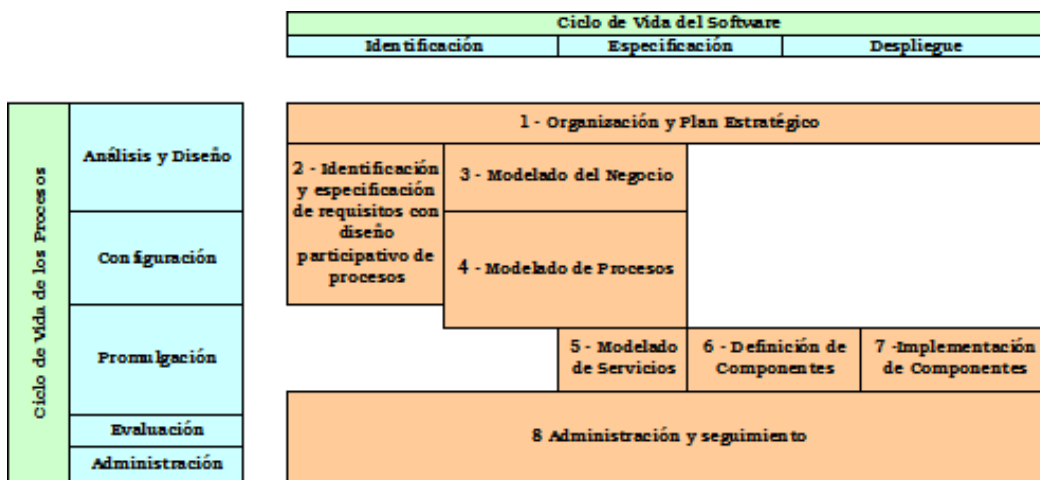 Ciclo de Vida del Software
Identificación
Especificación
Despliegue
Ciclo de Vida de los Procesos
Análisis y Diseño
Configuración
Promulgación
Evaluación
Administración
1 - Organización y Plan Estratégico
2 - Identificación
y especificación
de requisitos con
diseño
participativo de
procesos
3 - Modelado del Negocio
4 - Modelado de Procesos
5 - Modelado
de Servicios
6 - Definición de
Componentes
7 -Implementación
de Componentes
8 Administración y seguimiento